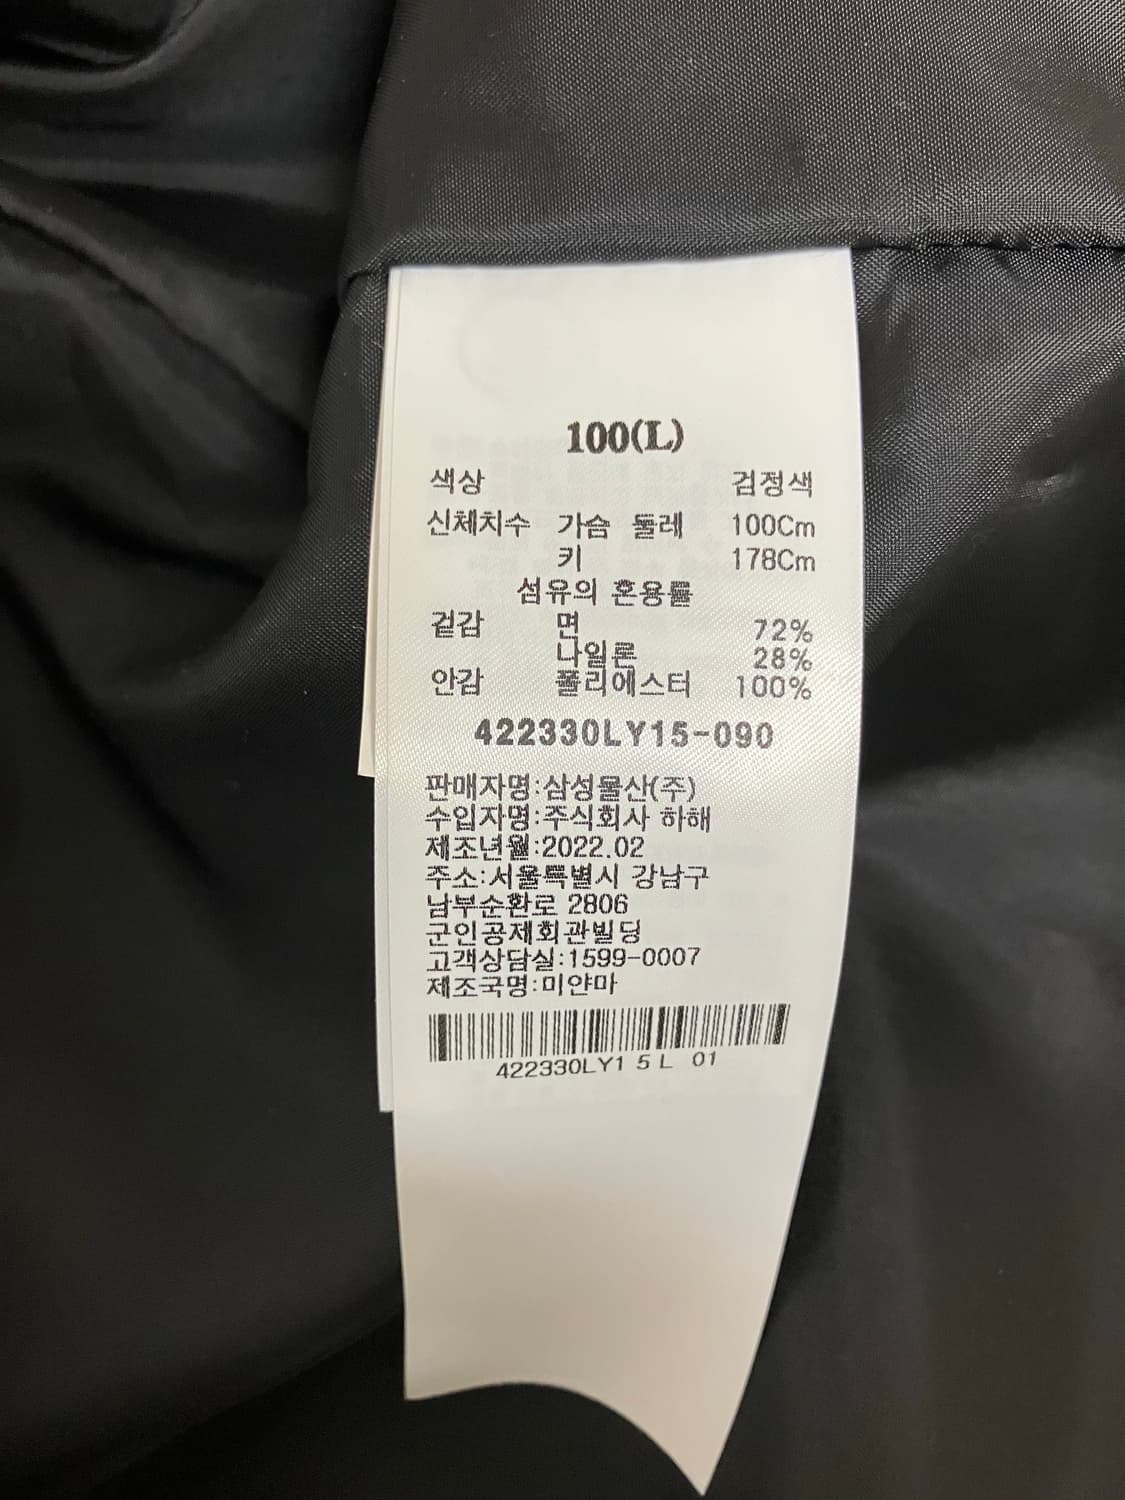 100(L)
색상 검정색
신체치수 가슴 둘레 100Cm
키 178Cm
섬유의 혼용률
겉감 면 72%
나일론 28%
안감 폴리에스터 100%
422330LY15-090
판매자명:삼성물산(주)
수입자명:주식회사 하해
제조년월:2022.02
주소:서울특별시 강남구
남부순환로 2806
군인공제회관빌딩
고객상담실:1599-0007
제조국명:미얀마
422330LY1 5 L 01